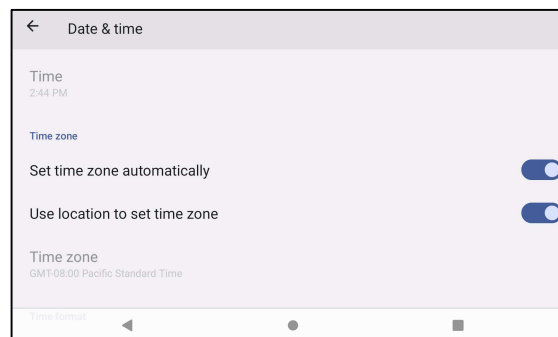 Date & time
Time
2:44 PM
Time zone
Set time zone automatically
Use location to set time zone
Time zone
GMT-08:00 Pacific Standard Time
Time format